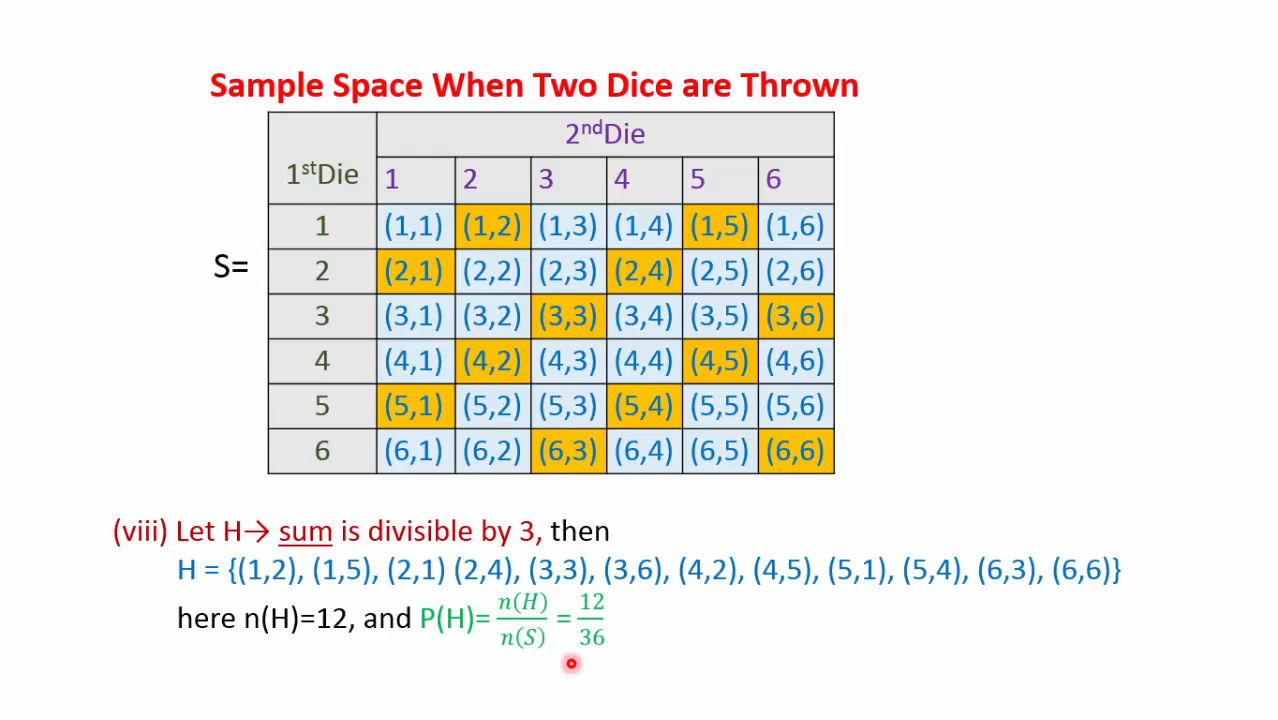 Sample Space When Two Dice are Thrown
2ndDie
1stDie 1 2 3 4 5 6
1 (1,1) (1,2) (1,3) (1,4) (1,5) (1,6)
S= 2 (2,1) (2,2) (2,3) (2,4) (2,5) (2,6)
3 (3,1) (3,2) (3,3) (3,4) (3,5) (3,6)
4 (4,1) (4,2) (4,3) (4,4) (4,5) (4,6)
5 (5,1) (5,2) (5,3) (5,4) (5,5) (5,6)
6 (6,1) (6,2) (6,3) (6,4) (6,5) (6,6)
(viii) Let H→ sum is divisible by 3, then
H = {(1,2), (1,5), (2,1) (2,4), (3,3), (3,6), (4,2), (4,5), (5,1), (5,4), (6,3), (6,6)}
here n(H)=12, and P(H)= n(H)/n(S) = 12/36